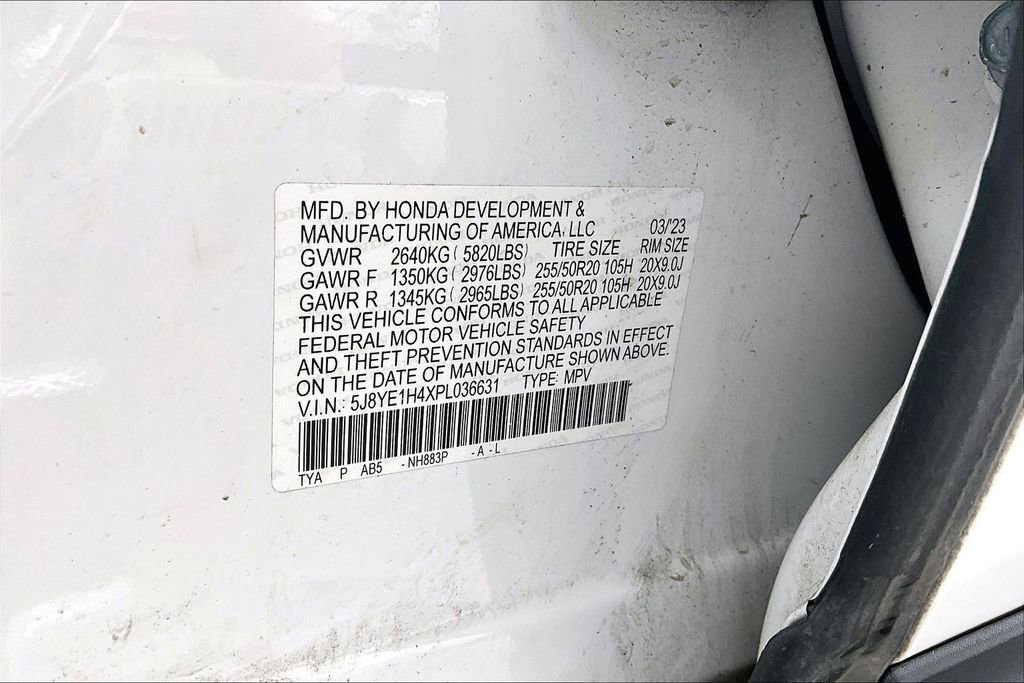 MFD. BY HONDA DEVELOPMENT &
MANUFACTURING OF AMERICA, LLC 03/'23
GVWR 2640KG ( 5820LBS) TIRE SIZE RIM SIZE
GAWR F 1350KG ( 2976LBS) 255/50R20 105H 20X9.0J
GAWR R 1345KG ( 2965LBS) 255/50R20 105H 20X9.0J
THIS VEHICLE CONFORMS TO ALL APPLICABLE
FEDERAL MOTOR VEHICLE SAFETY
AND THEFT PREVENTION STANDARDS IN EFFECT
ON THE DATE OF MANUFACTURE SHOWN ABOVE.
V.I.N.: 5J8YE1H4XPL036631 TYPE: MPV
TYA P AB5 -NH883P -A-L